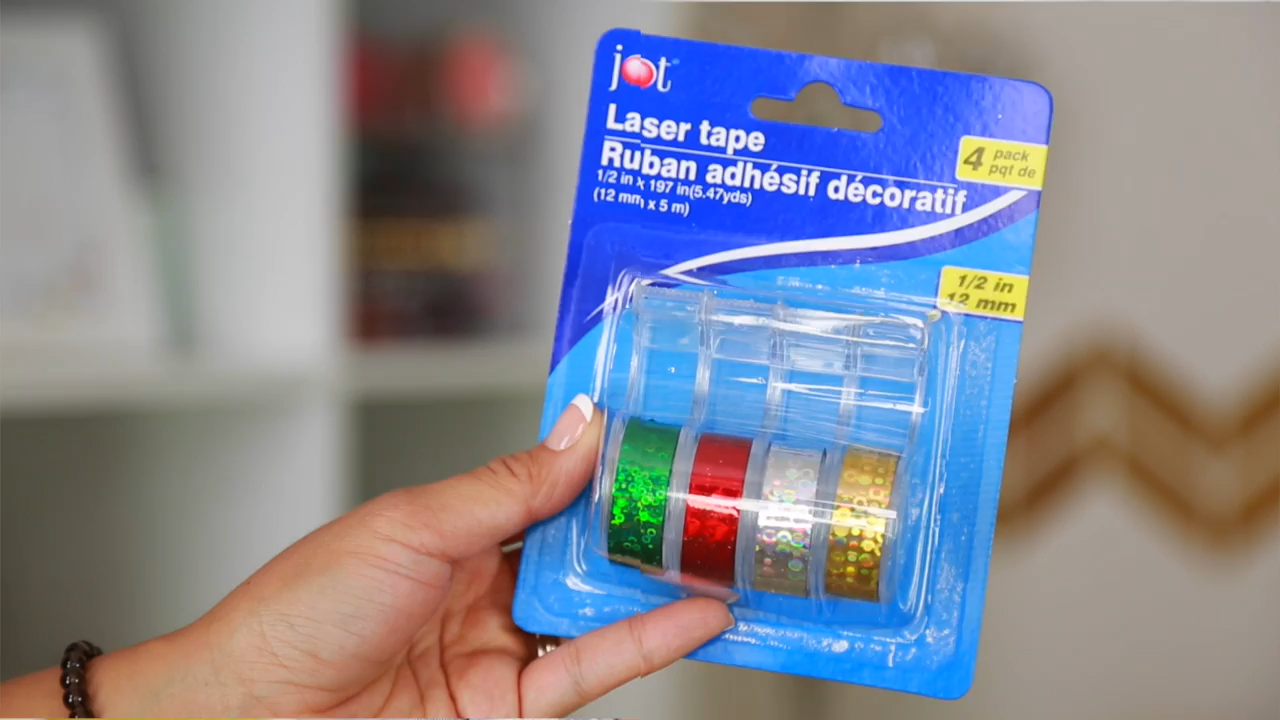 jot
Laser tape
Ruban adhésif décoratif
1/2 in x 197 in(5.47yds)
(12 mm x 5 m)
4 pack
pqt de
1/2 in
12 mm